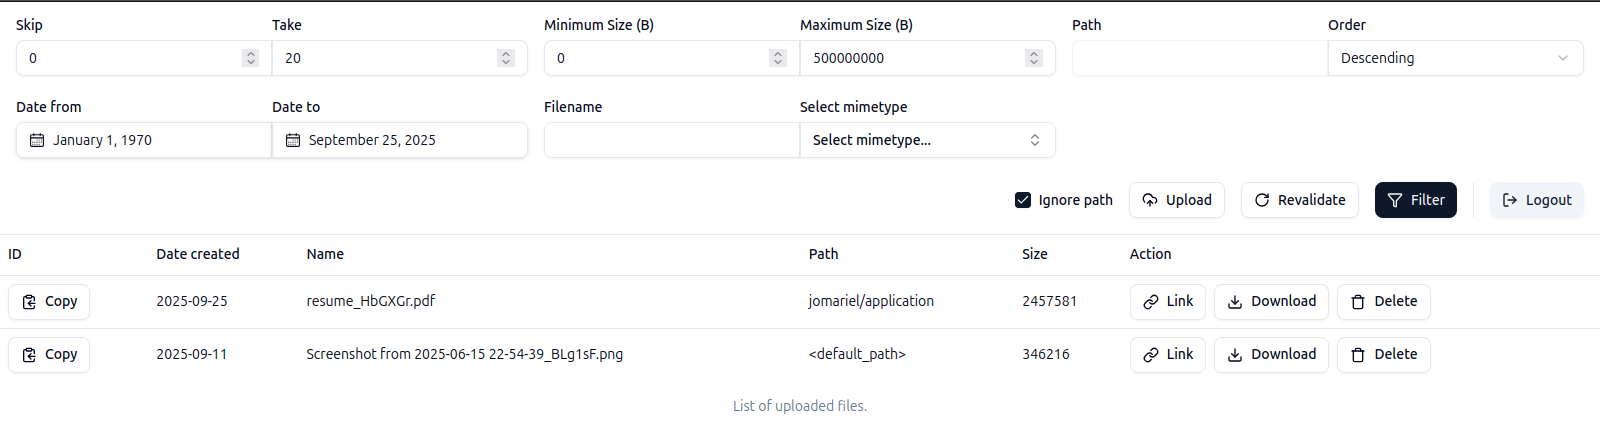 Skip Take Minimum Size (B) Maximum Size (B) Path Order
0 20 0 500000000 Descending
Date from Date to Filename Select mimetype
January 1, 1970 September 25, 2025 Select mimetype...
Ignore path Upload Revalidate Filter Logout
ID Date created Name Path Size Action
Copy 2025-09-25 resume_HbGXGr.pdf jomariel/application 2457581 Link Download Delete
Copy 2025-09-11 Screenshot from 2025-06-15 22-54-39_BLg1sF.png <default_path> 346216 Link Download Delete
List of uploaded files.